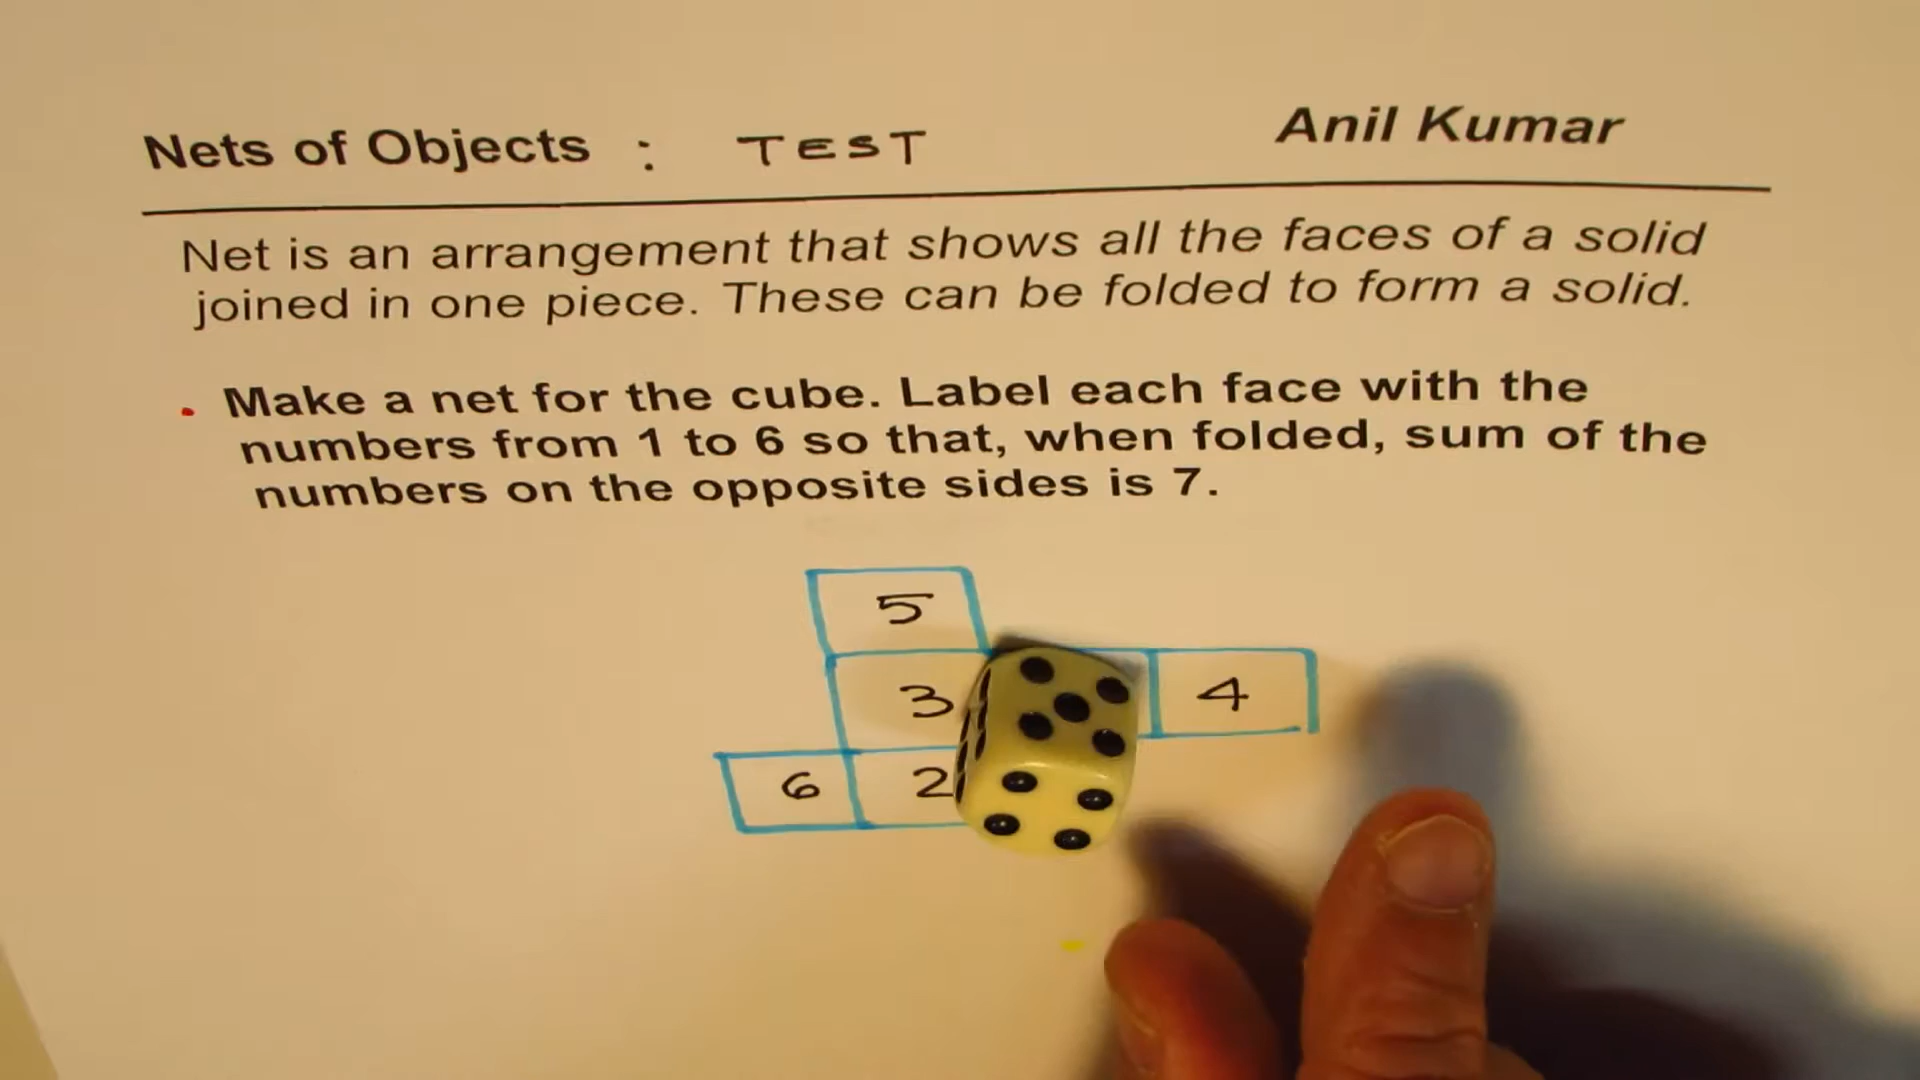 Nets of Objects : TEST
Anil Kumar
Net is an arrangement that shows all the faces of a solid
joined in one piece. These can be folded to form a solid.
. Make a net for the cube. Label each face with the
numbers from 1 to 6 so that, when folded, sum of the
numbers on the opposite sides is 7.
5
3 4
6 2